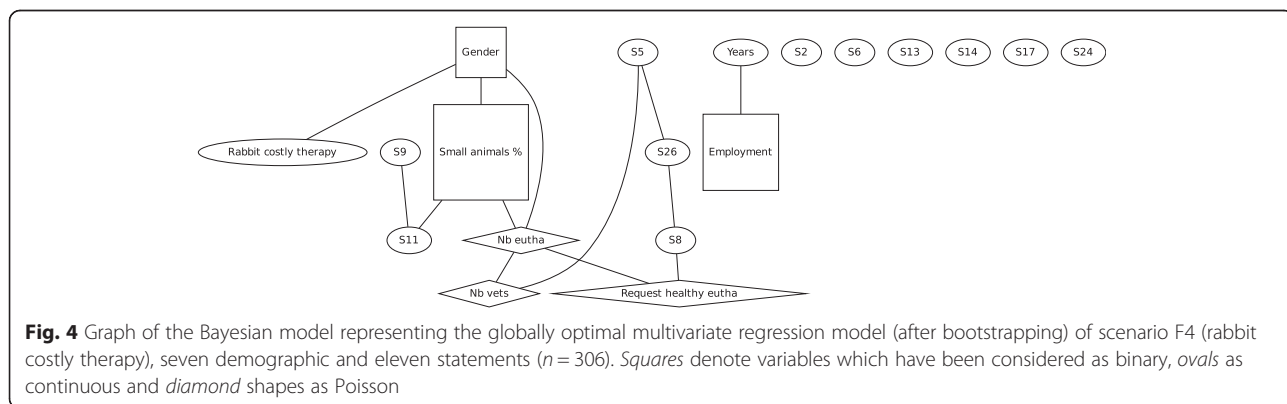 Gender
S5
Years
S2
S6
S13
S14
S17
S24
Rabbit costly therapy
S9
Small animals %
S26
Employment
S11
Nb eutha
S8
Nb vets
Request healthy eutha
Fig. 4 Graph of the Bayesian model representing the globally optimal multivariate regression model (after bootstrapping) of scenario F4 (rabbit
costly therapy), seven demographic and eleven statements (n = 306). Squares denote variables which have been considered as binary, ovals as
continuous and diamond shapes as Poisson